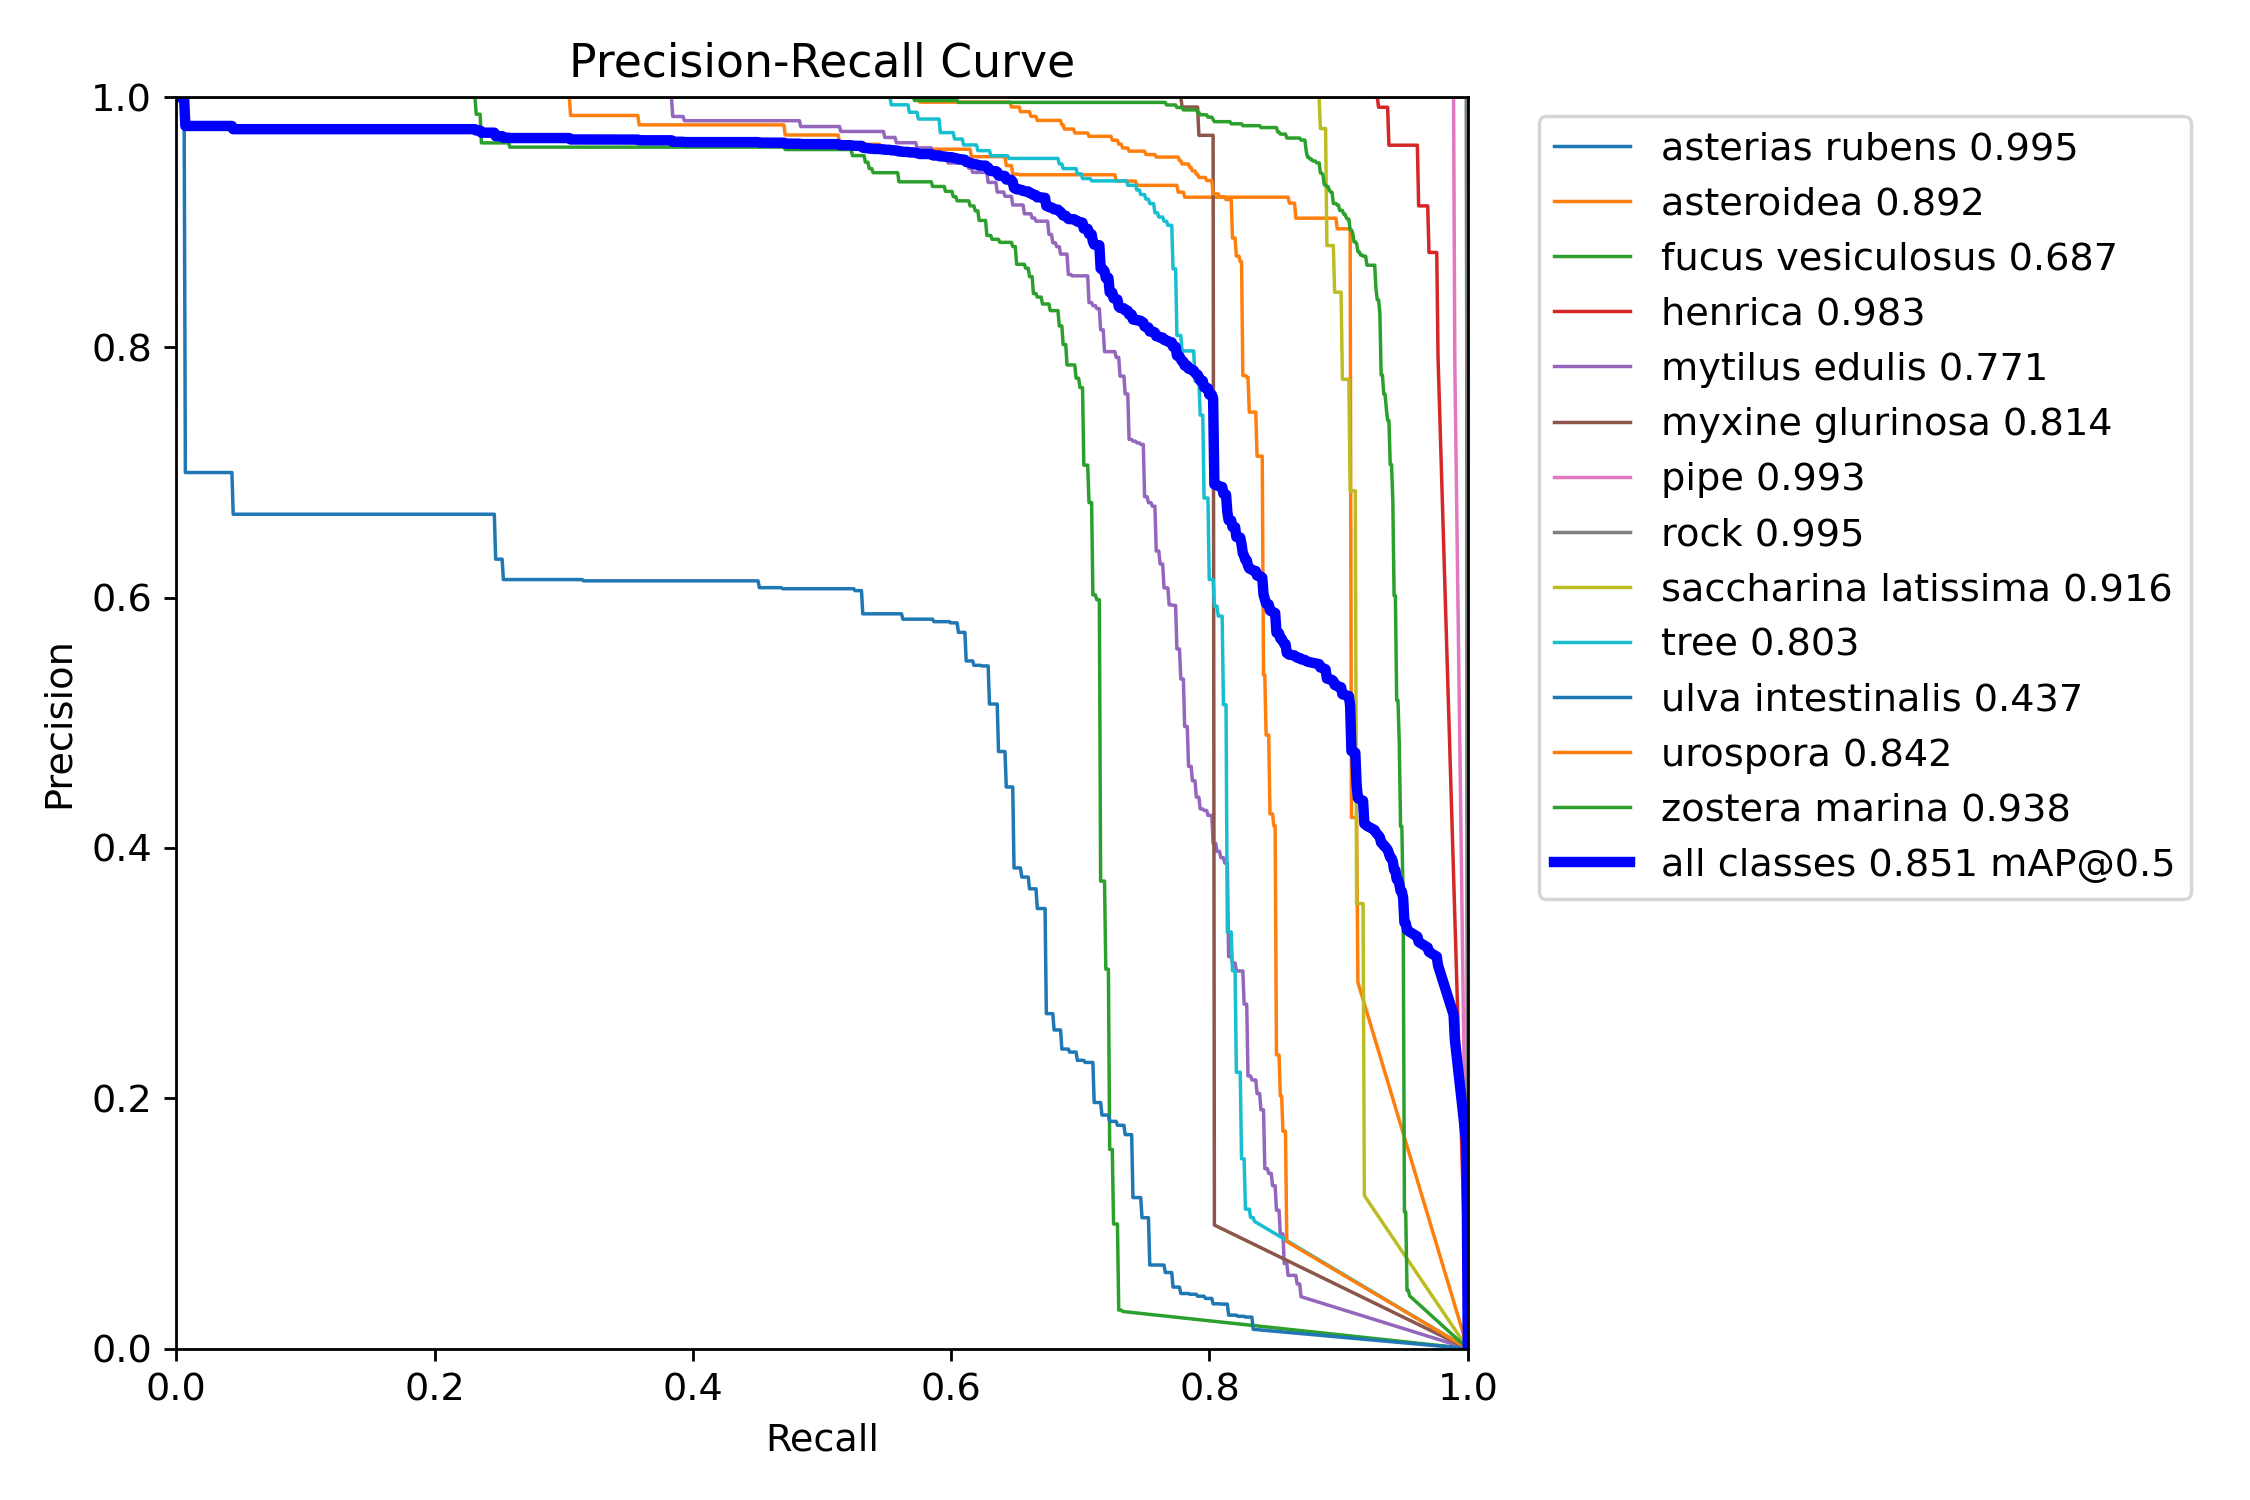 Precision-Recall Curve
1.0
0.8
0.6
0.4
0.2
0.0
Precision
0.0 0.2 0.4 0.6 0.8 1.0
Recall
asterias rubens 0.995
asteroidea 0.892
fucus vesiculosus 0.687
henrica 0.983
mytilus edulis 0.771
myxine glurinosa 0.814
pipe 0.993
rock 0.995
saccharina latissima 0.916
tree 0.803
ulva intestinalis 0.437
urospora 0.842
zostera marina 0.938
all classes 0.851 mAP@0.5